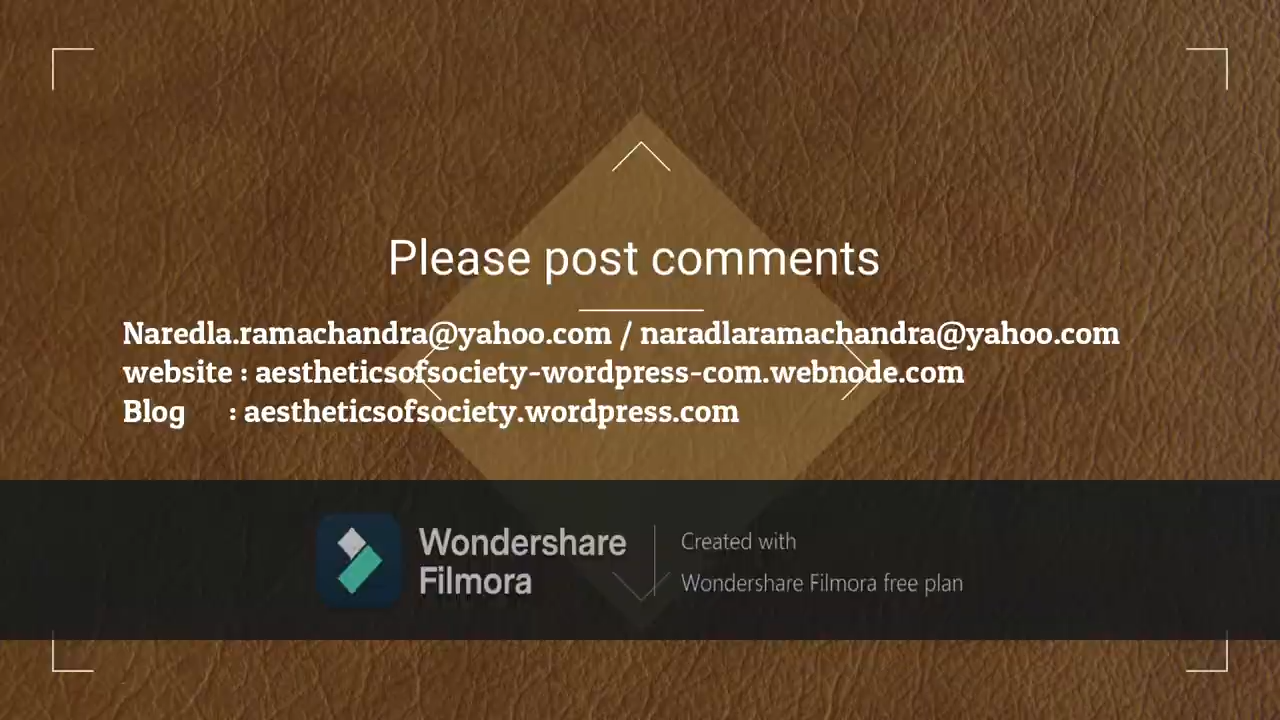 Please post comments
Naredla.ramachandra@yahoo.com / naradlaramachandra@yahoo.com
website : aestheticsofsociety-wordpress-com.webnode.com
Blog : aestheticsofsociety.wordpress.com
Wondershare
Filmora
Created with
Wondershare Filmora free plan